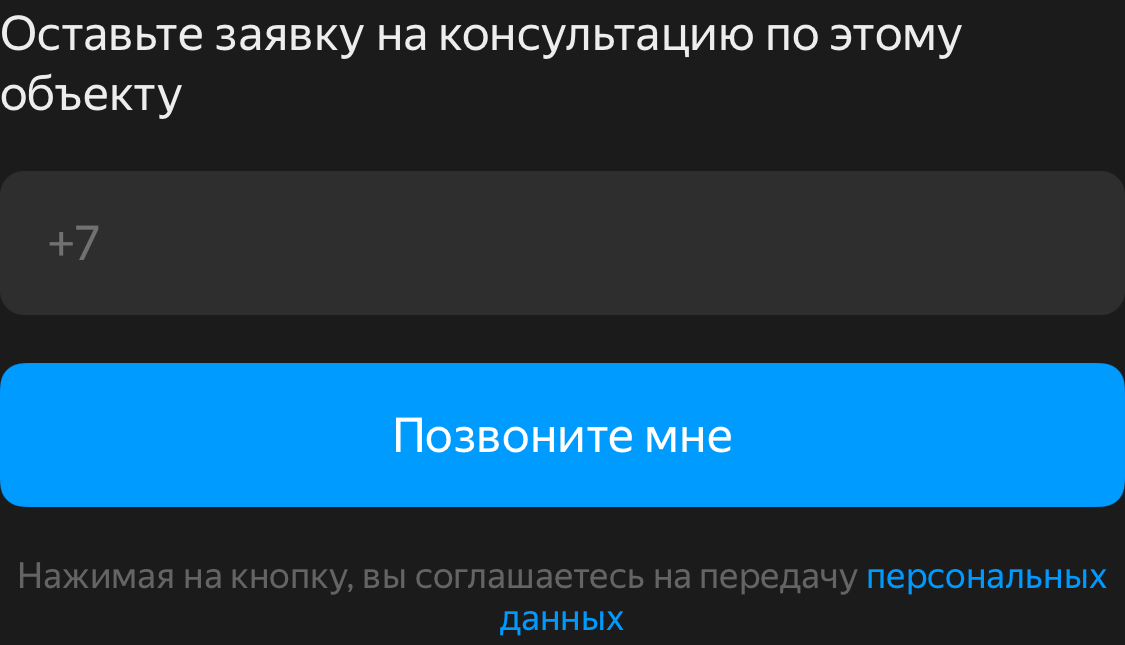 Оставьте заявку на консультацию по этому
объекту
+7
Позвоните мне
Нажимая на кнопку, вы соглашаетесь на передачу персональных
данных